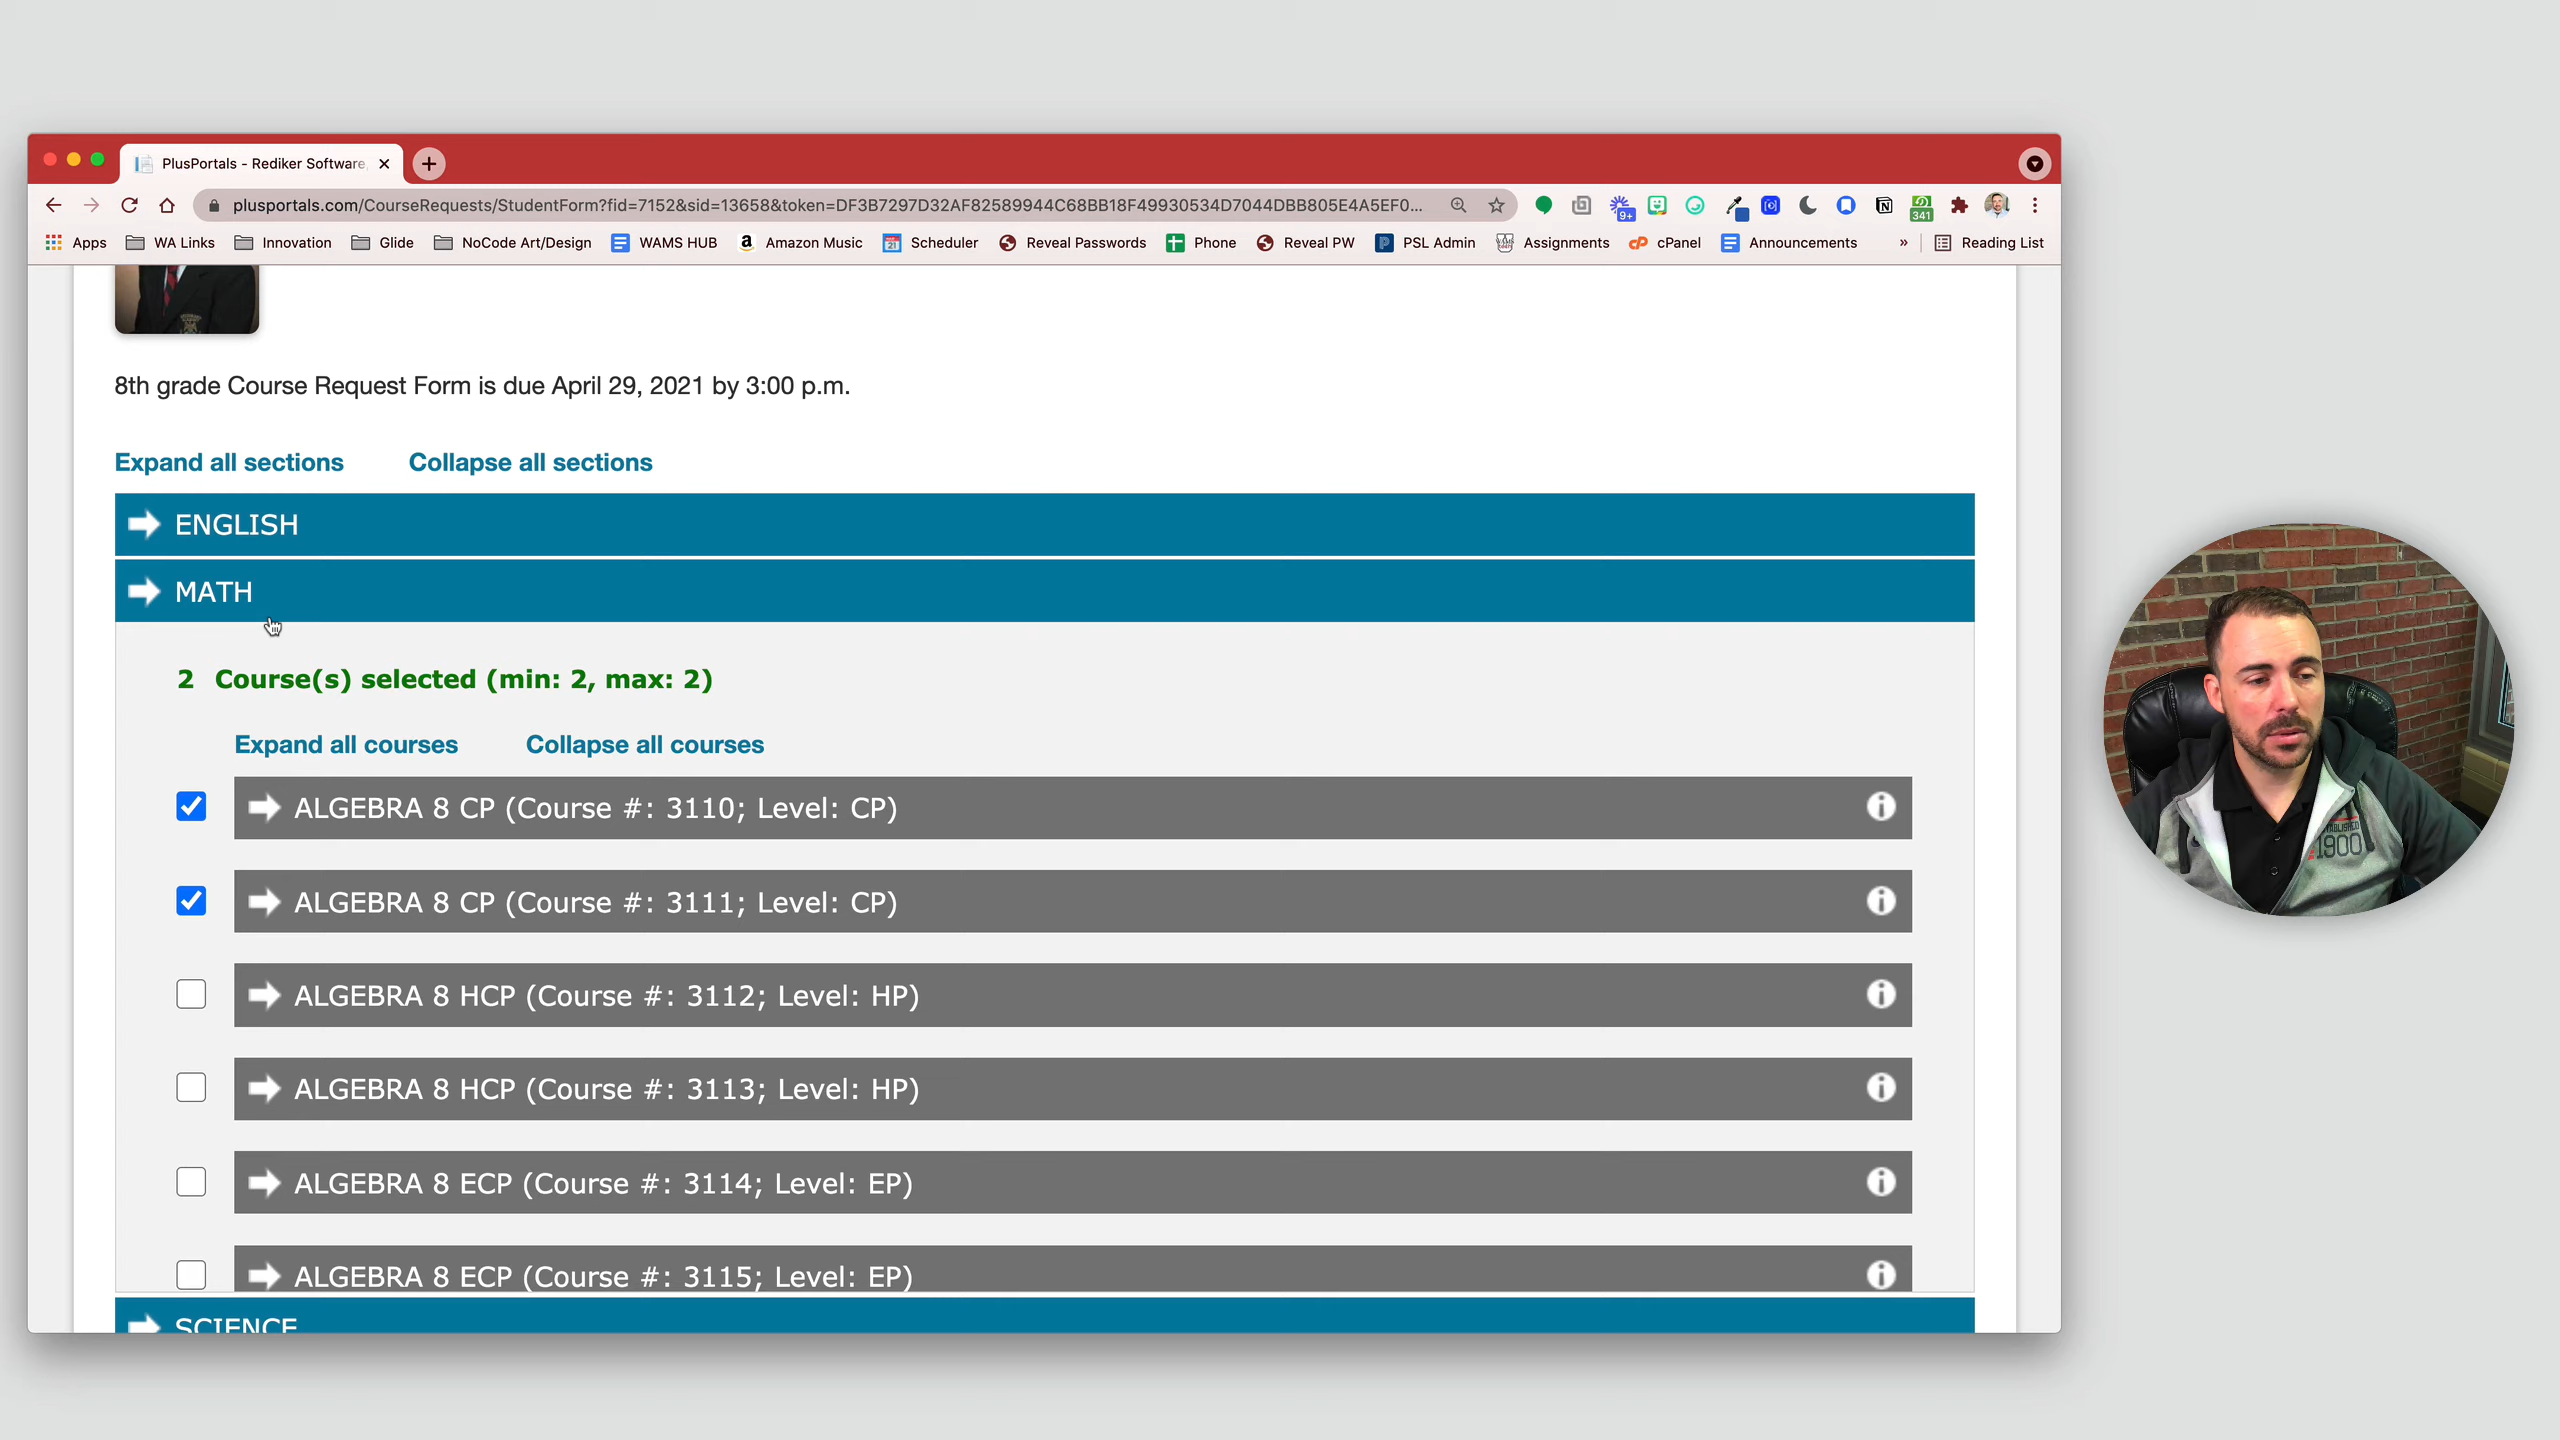 PlusPortals - Rediker Software,
plusportals.com/CourseRequests/StudentForm?fid=7152&sid=13658&token=DF3B7297D32AF82589944C68BB18F49930534D7044DBB805E4A5EF0...
9+
341
Apps WA Links Innovation Glide NoCode Art/Design WAMS HUB Amazon Music Scheduler Reveal Passwords Phone Reveal PW PSL Admin Assignments cPanel Announcements » Reading List
8th grade Course Request Form is due April 29, 2021 by 3:00 p.m.
Expand all sections Collapse all sections
ENGLISH
MATH
2 Course(s) selected (min: 2, max: 2)
Expand all courses Collapse all courses
ALGEBRA 8 CP (Course #: 3110; Level: CP)
ALGEBRA 8 CP (Course #: 3111; Level: CP)
ALGEBRA 8 HCP (Course #: 3112; Level: HP)
ALGEBRA 8 HCP (Course #: 3113; Level: HP)
ALGEBRA 8 ECP (Course #: 3114; Level: EP)
ALGEBRA 8 ECP (Course #: 3115; Level: EP)
SCIENCE
1900